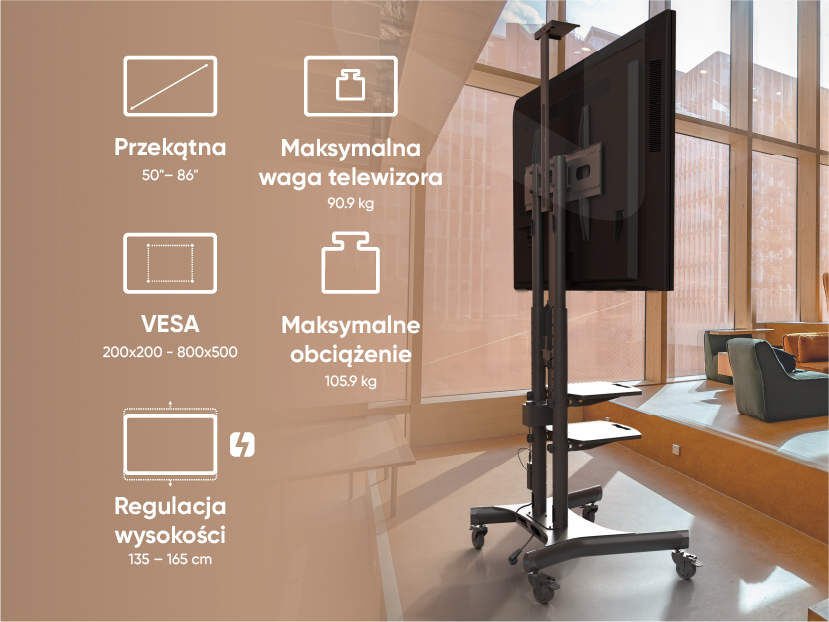 Przekątna
50"– 86"
Maksymalna
waga telewizora
90.9 kg
VESA
200x200 - 800x500
Maksymalne
obciążenie
105.9 kg
Regulacja
wysokości
135 – 165 cm